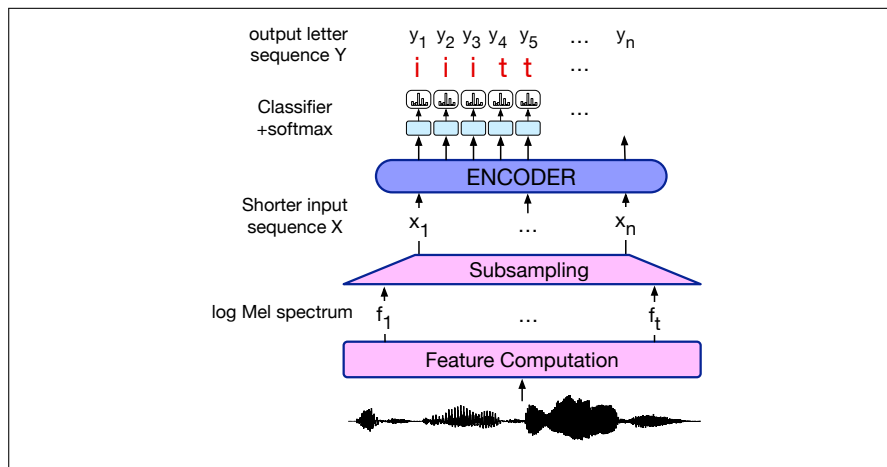 output letter sequence Y
y1 y2 y3 y4 y5 ... yn
i i i t t ...
Classifier +softmax
...
ENCODER
Shorter input sequence X
x1 ... xn
Subsampling
log Mel spectrum
f1 ... ft
Feature Computation